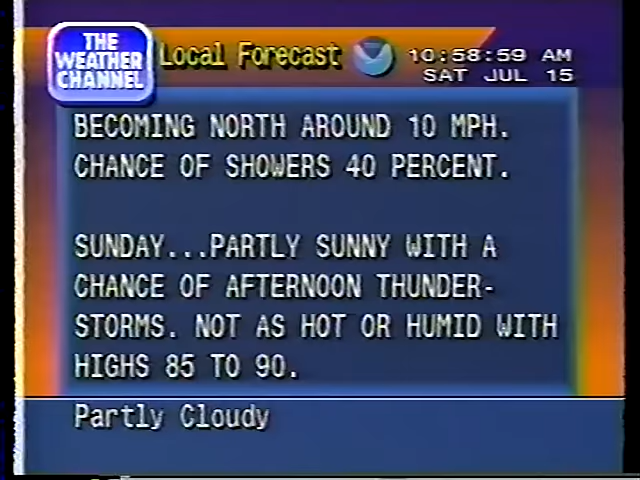 THE
WEATHER
CHANNEL
Local Forecast
10:58:59 AM
SAT JUL 15
BECOMING NORTH AROUND 10 MPH.
CHANCE OF SHOWERS 40 PERCENT.
SUNDAY...PARTLY SUNNY WITH A
CHANCE OF AFTERNOON THUNDER-
STORMS. NOT AS HOT OR HUMID WITH
HIGHS 85 TO 90.
Partly Cloudy